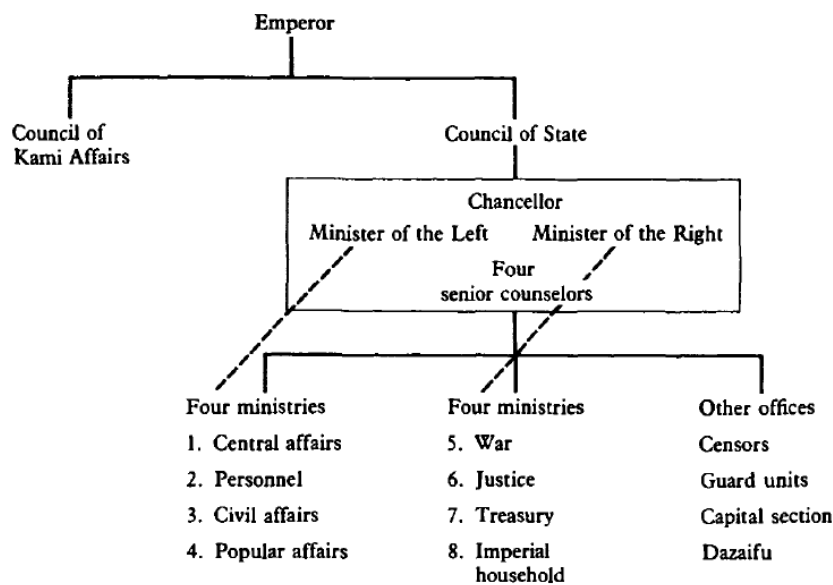 Emperor
Council of
Kami Affairs
Council of State
Chancellor
Minister of the Left
Minister of the Right
Four
senior counselors
Four ministries
1. Central affairs
2. Personnel
3. Civil affairs
4. Popular affairs
Four ministries
5. War
6. Justice
7. Treasury
8. Imperial
household
Other offices
Censors
Guard units
Capital section
Dazaifu